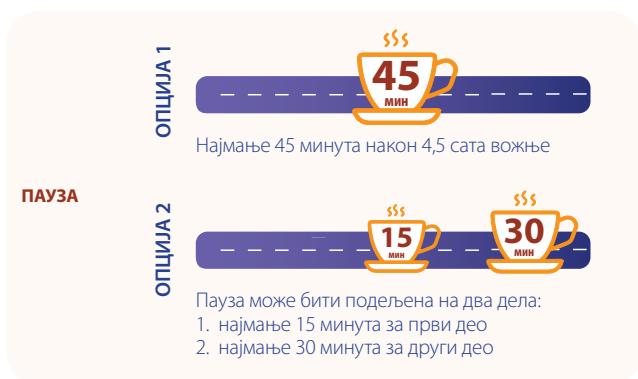 ОПЦИЈА 1
45
МИН
Најмање 45 минута након 4,5 сата вожње
ПАУЗА
ОПЦИЈА 2
15
МИН
30
МИН
Пауза може бити подељена на два дела:
1. најмање 15 минута за први део
2. најмање 30 минута за други део